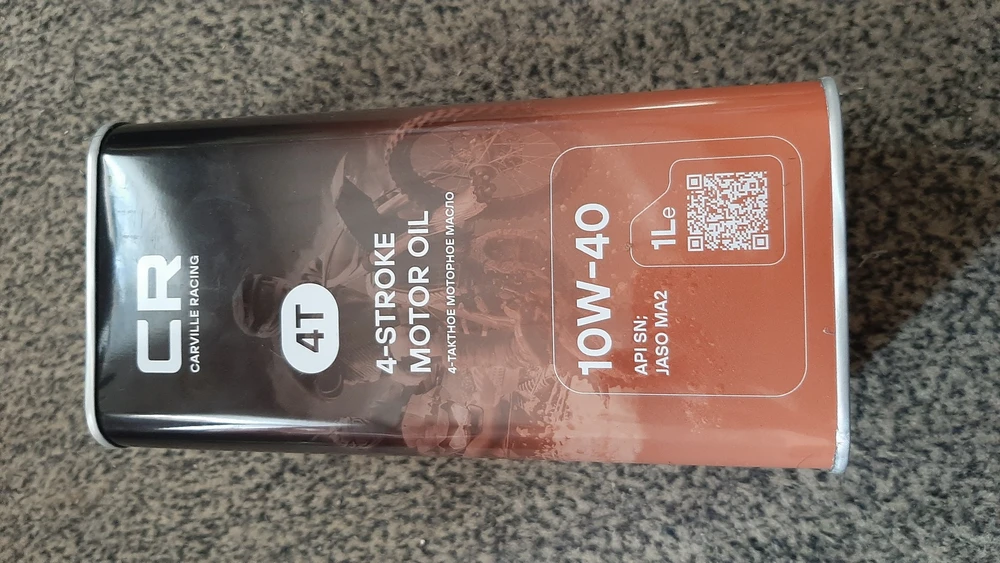 CR
CARVILLE RACING
4T
4-STROKE
MOTOR OIL
4-ТАКТНОЕ МОТОРНОЕ МАСЛО
10W-40
API SN;
JASO MA2
1Le